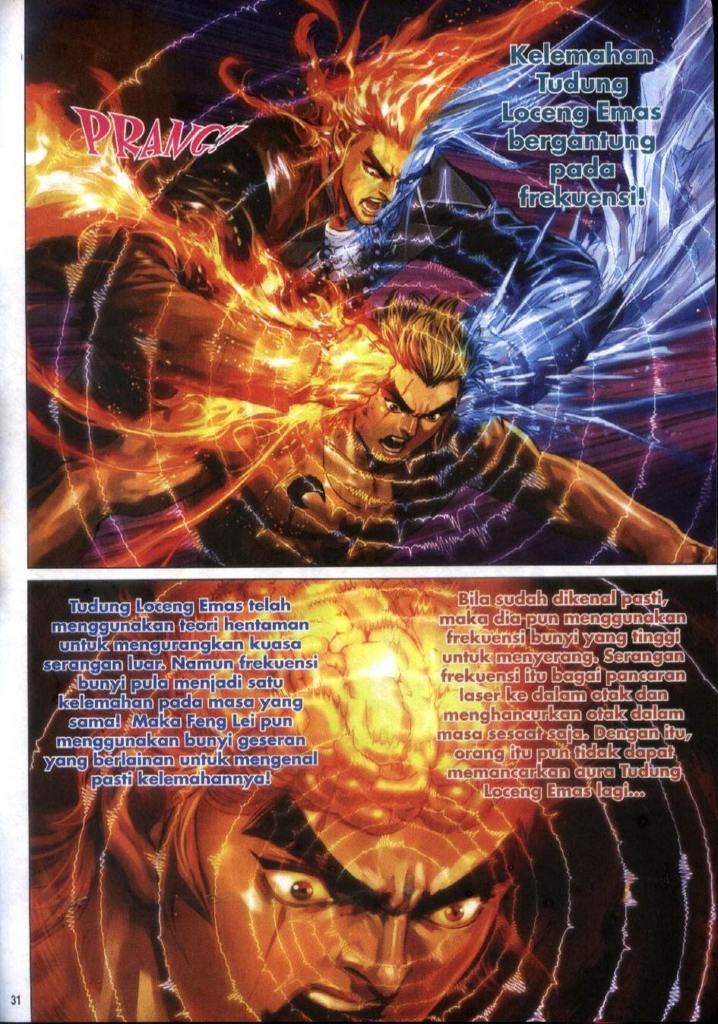 PRANG!
Kelemahan
Tudung
Loceng Emas
bergantung
pada
frekuensi!
Tudung Loceng Emas telah
menggunakan teori hentaman
untuk mengurangkan kuasa
serangan luar. Namun frekuensi
bunyi pula menjadi satu
kelemahan pada masa yang
sama! Maka Feng Lei pun
menggunakan bunyi geseran
yang berlainan untuk mengenal
pasti kelemahannya!
Bila sudah dikenal pasti,
maka dia pun menggunakan
frekuensi bunyi yang tinggi
untuk menyerang. Serangan
frekuensi itu bagai pancaran
laser ke dalam otak dan
menghancurkan otak dalam
masa sesaat saja. Dengan itu,
orang itu pun tidak dapat
memancarkan aura Tudung
Loceng Emas lagi...
31